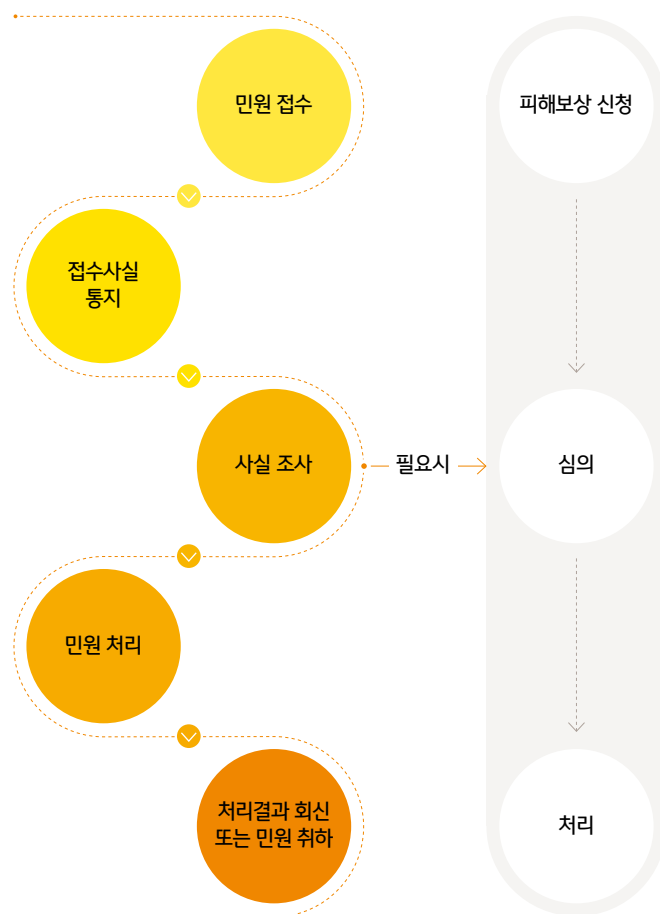 민원 접수
피해보상 신청
접수사실
통지
사실 조사
필요시
심의
민원 처리
처리결과 회신
또는 민원 취하
처리